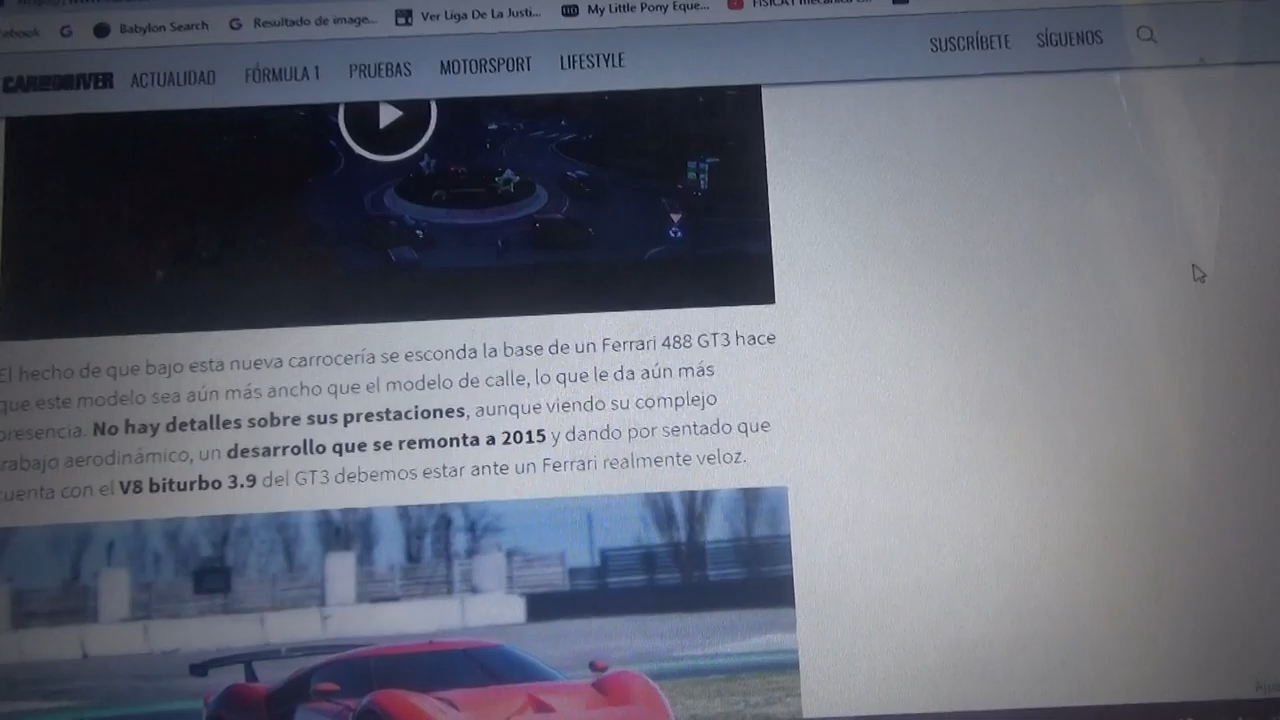 Babylon Search
Resultado de image...
Ver Liga De La Justi...
My Little Pony Eque...
CAR AND DRIVER
ACTUALIDAD
FÓRMULA 1
PRUEBAS
MOTORSPORT
LIFESTYLE
SUSCRÍBETE
SÍGUENOS
El hecho de que bajo esta nueva carrocería se esconda la base de un Ferrari 488 GT3 hace
que este modelo sea aún más ancho que el modelo de calle, lo que le da aún más
presencia. No hay detalles sobre sus prestaciones, aunque viendo su complejo
trabajo aerodinámico, un desarrollo que se remonta a 2015 y dando por sentado que
cuenta con el V8 biturbo 3.9 del GT3 debemos estar ante un Ferrari realmente veloz.